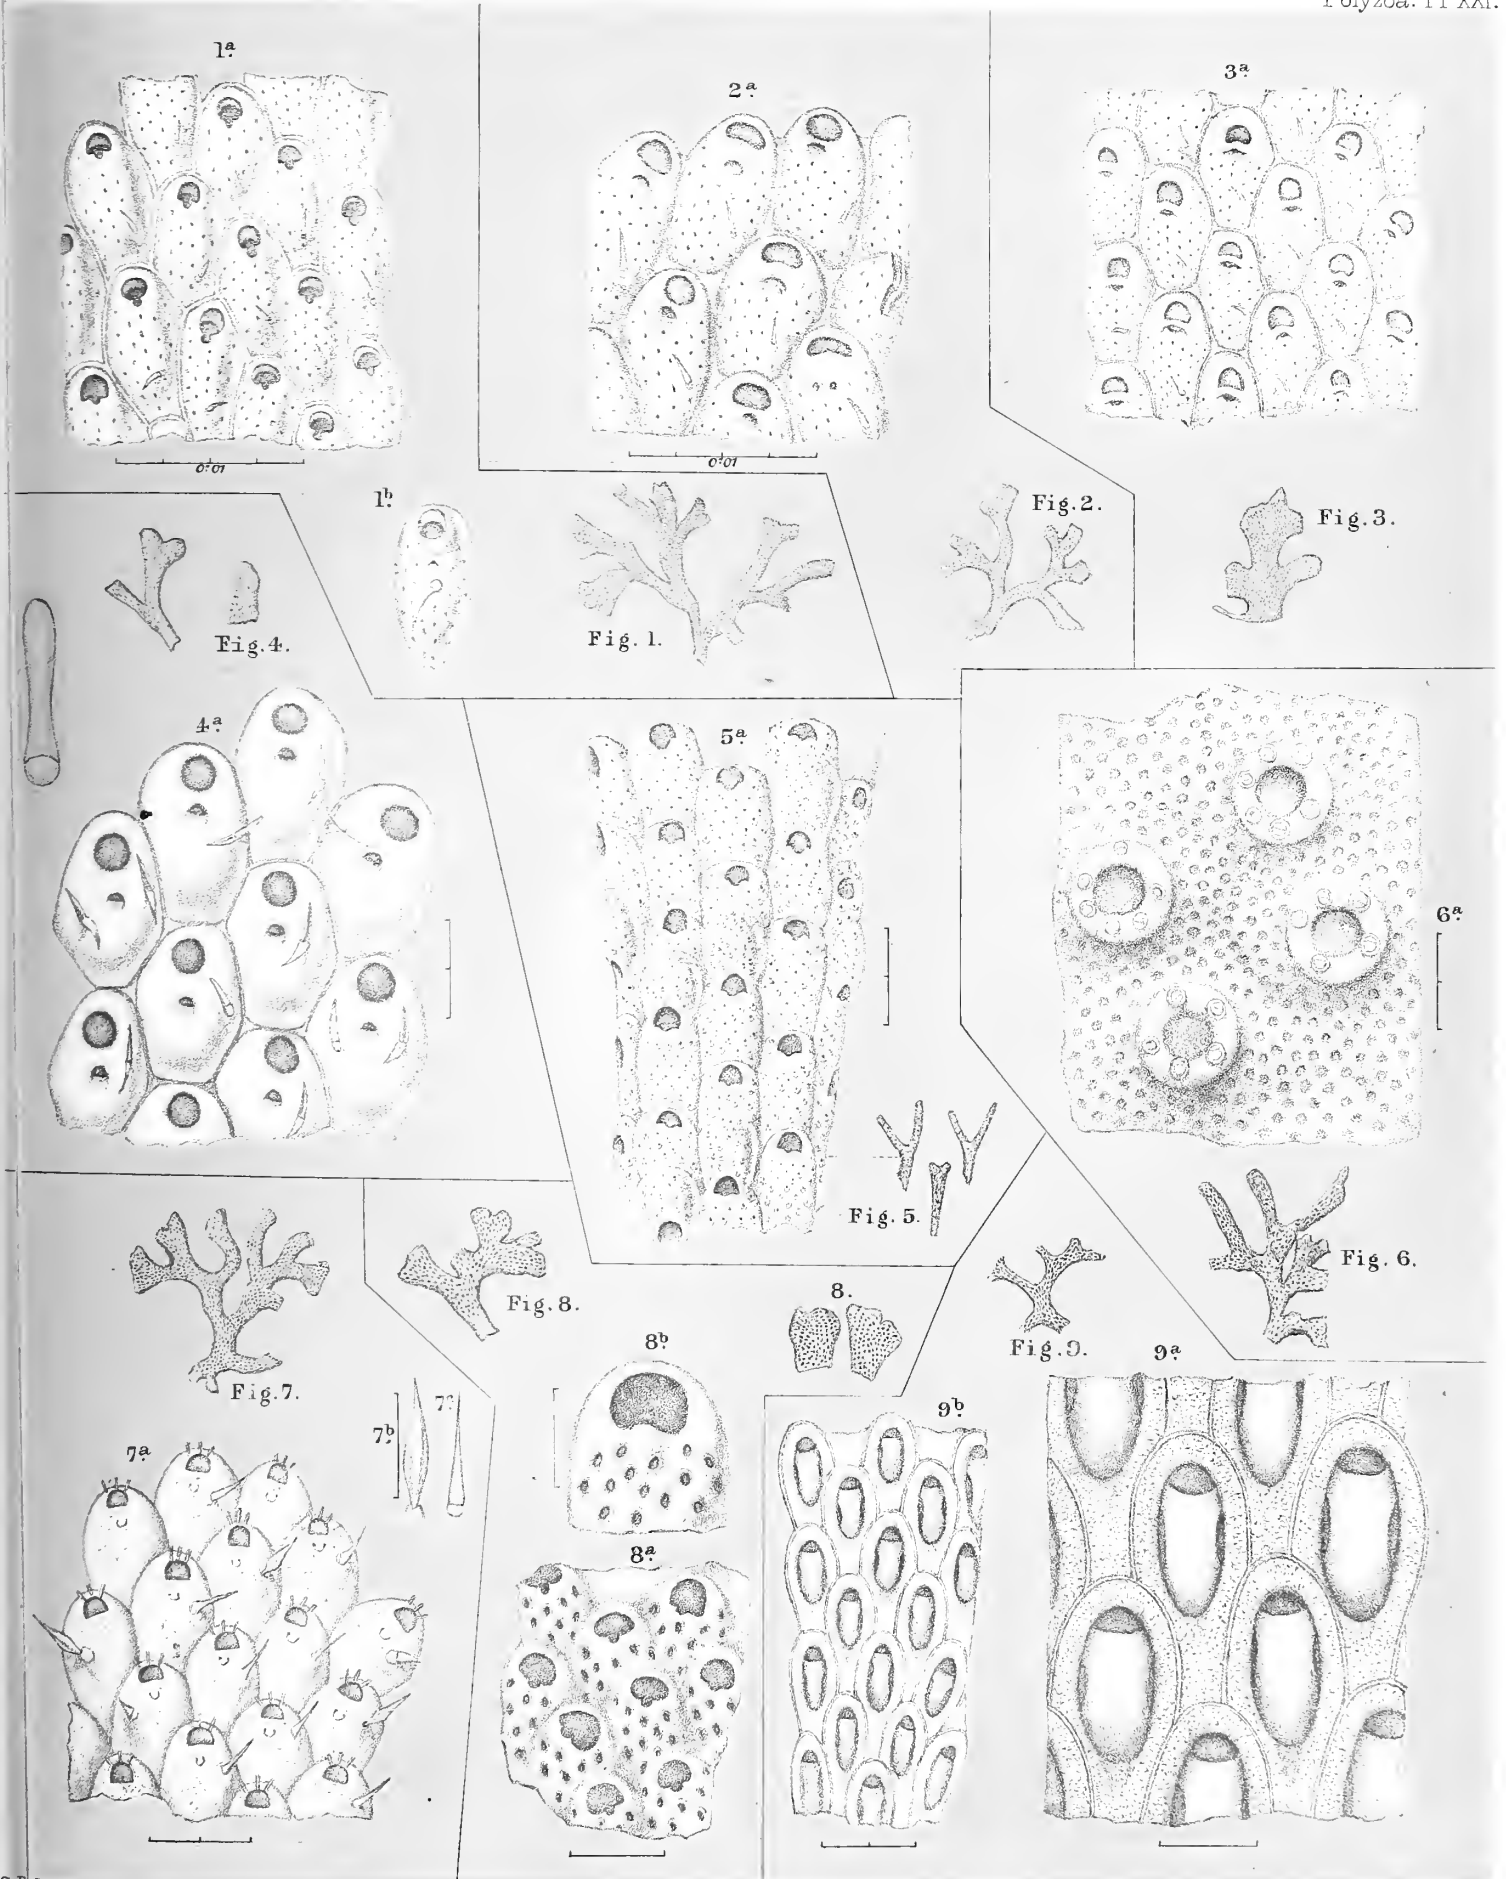 Polyzoa. Pl XXI.
1ª.
2ª.
3ª.
0·01
0·01
1ᵇ.
Fig. 1.
Fig. 2.
Fig. 3.
Fig. 4.
4ª.
5ª.
6ª.
Fig. 5.
Fig. 6.
Fig. 7.
Fig. 8.
8.
Fig. 9.
8ᵇ.
9ª.
7ª.
7ᵇ.
9ᵇ.
8ª.